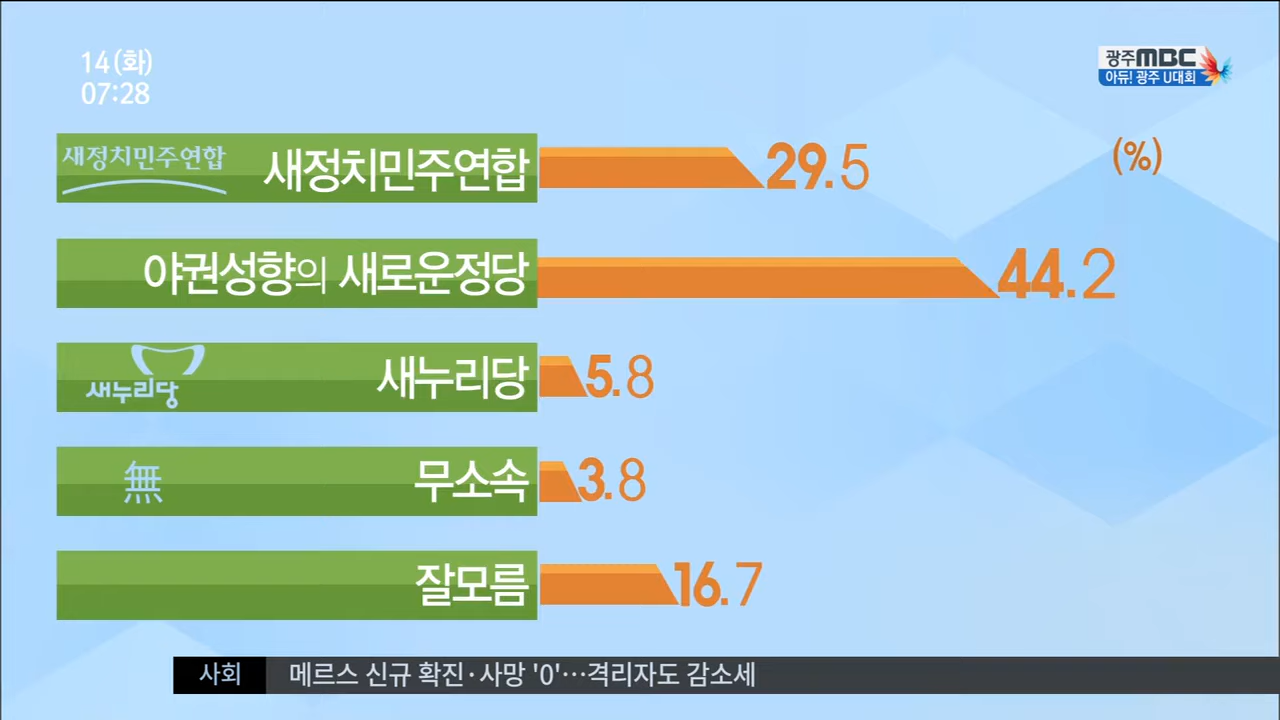 14(화)
07:28
광주MBC
아듀! 광주 U대회
(%)
새정치민주연합 새정치민주연합 29.5
야권성향의 새로운정당 44.2
새누리당 새누리당 5.8
無 무소속 3.8
잘모름 16.7
사회 메르스 신규 확진·사망 '0'…격리자도 감소세